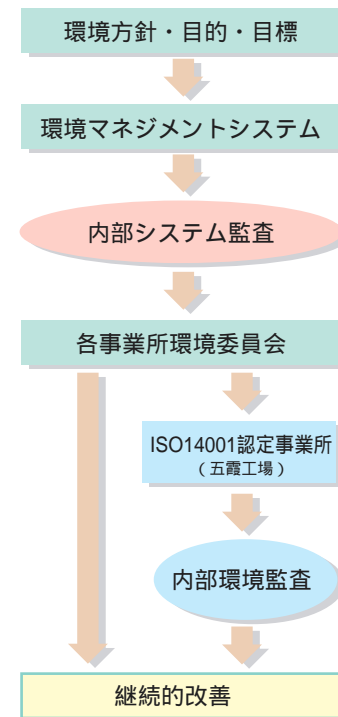 環境方針・目的・目標
環境マネジメントシステム
内部システム監査
各事業所環境委員会
ISO14001認定事業所
（五霞工場）
内部環境監査
継続的改善